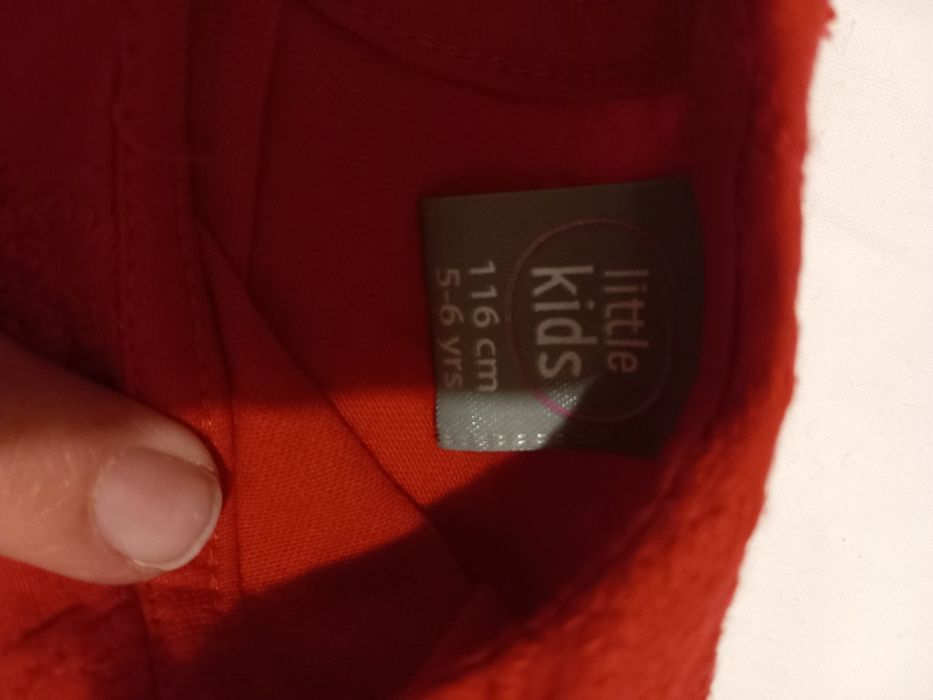 little
kids
116 cm
5-6 yrs